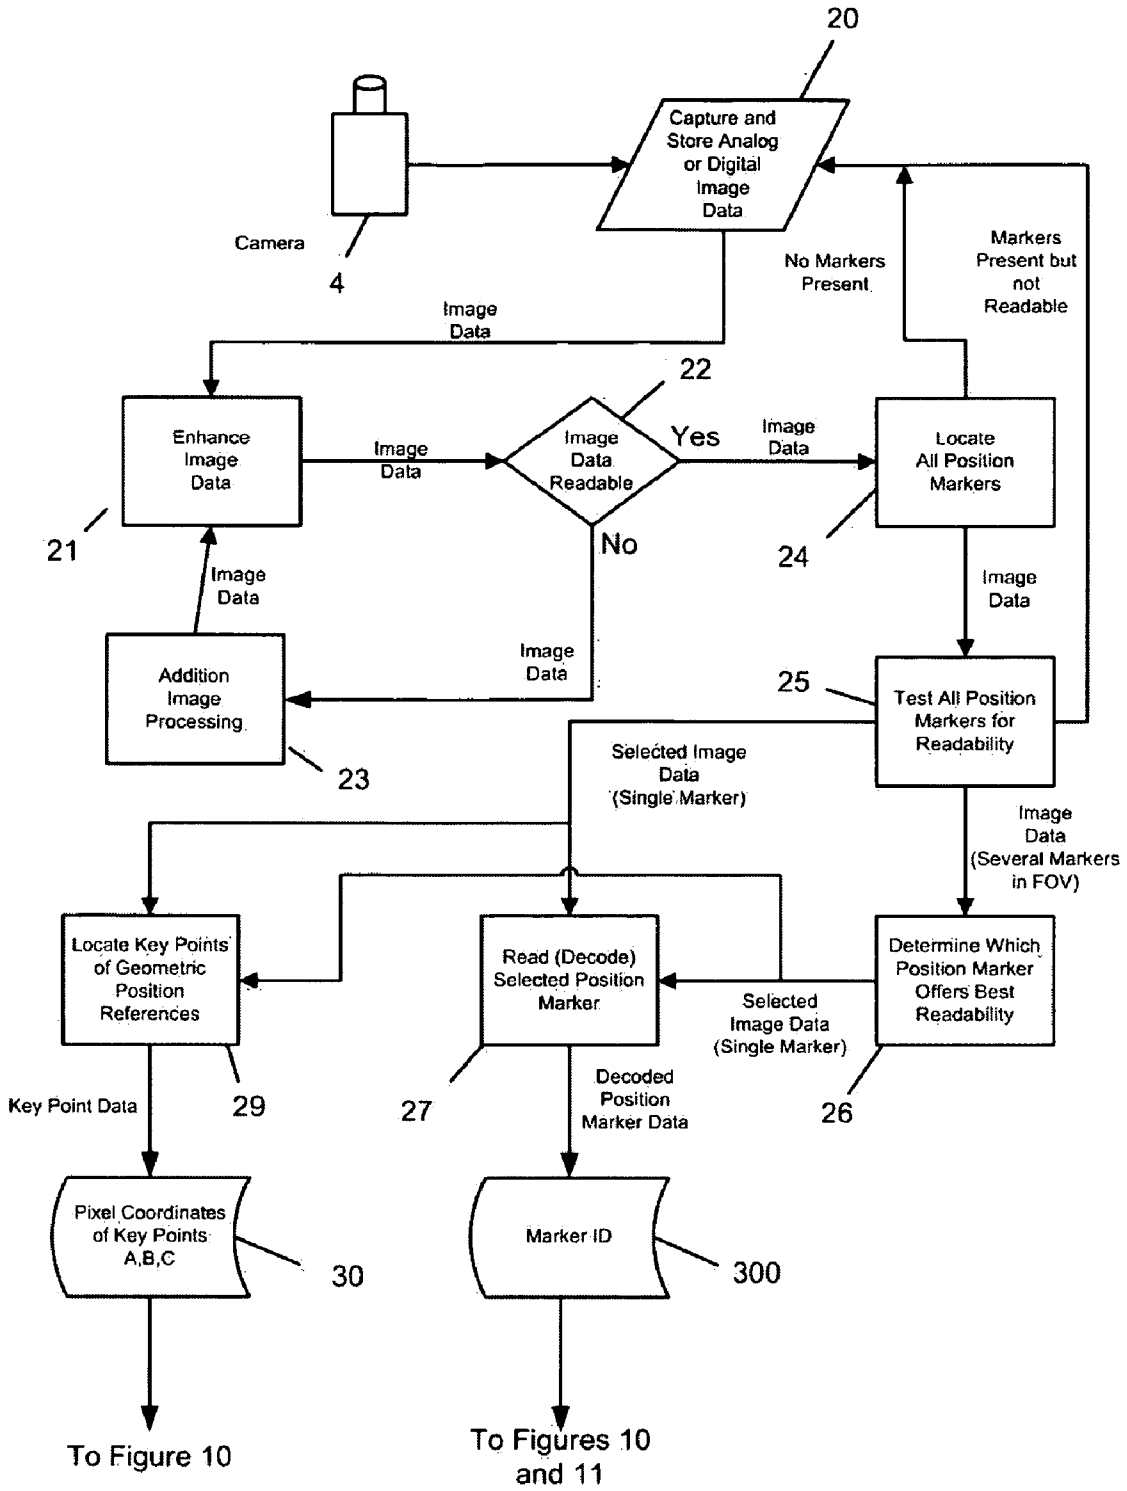 20
Capture and
Store Analog
or Digital
Image
Data
Camera
4
No Markers
Present
Markers
Present but
not
Readable
Image
Data
22
Enhance
Image
Data
21
Image
Data
Image
Data
Readable
Yes
No
Image
Data
Locate
All Position
Markers
24
Image
Data
Image
Data
Addition
Image
Processing
23
Image
Data
25
Test All Position
Markers for
Readability
Selected Image
Data
(Single Marker)
Image
Data
(Several Markers
in FOV)
Locate Key Points
of Geometric
Position
References
29
Read (Decode)
Selected Position
Marker
27
Selected
Image Data
(Single Marker)
Determine Which
Position Marker
Offers Best
Readability
26
Key Point Data
Decoded
Position
Marker Data
Pixel Coordinates
of Key Points
A,B,C
30
Marker ID
300
To Figure 10
To Figures 10
and 11